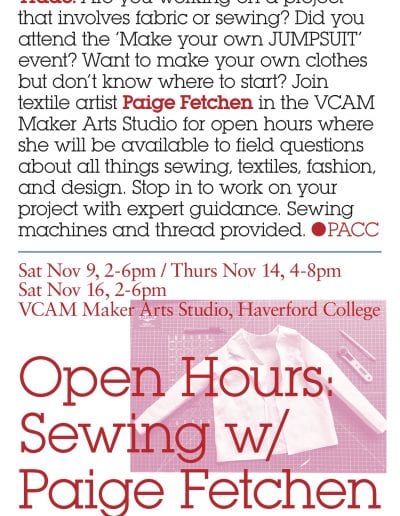 Trade. Are you working on a project
that involves fabric or sewing? Did you
attend the ‘Make your own JUMPSUIT’
event? Want to make your own clothes
but don’t know where to start? Join
textile artist Paige Fetchen in the VCAM
Maker Arts Studio for open hours where
she will be available to field questions
about all things sewing, textiles, fashion,
and design. Stop in to work on your
project with expert guidance. Sewing
machines and thread provided. ●PACC
Sat Nov 9, 2-6pm / Thurs Nov 14, 4-8pm
Sat Nov 16, 2-6pm
VCAM Maker Arts Studio, Haverford College
Open Hours:
Sewing w/
Paige Fetchen